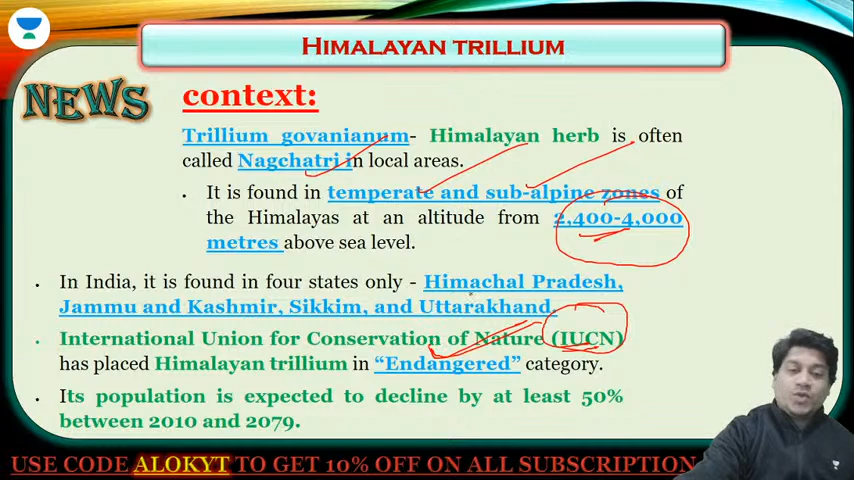 HIMALAYAN TRILLIUM
NEWS
context:
Trillium govanianum- Himalayan herb is often
called Nagchatri in local areas.
• It is found in temperate and sub-alpine zones of
the Himalayas at an altitude from 2,400-4,000
metres above sea level.
• In India, it is found in four states only - Himachal Pradesh,
Jammu and Kashmir, Sikkim, and Uttarakhand.
• International Union for Conservation of Nature (IUCN)
has placed Himalayan trillium in “Endangered” category.
• Its population is expected to decline by at least 50%
between 2010 and 2079.
USE CODE ALOKYT TO GET 10% OFF ON ALL SUBSCRIPTION